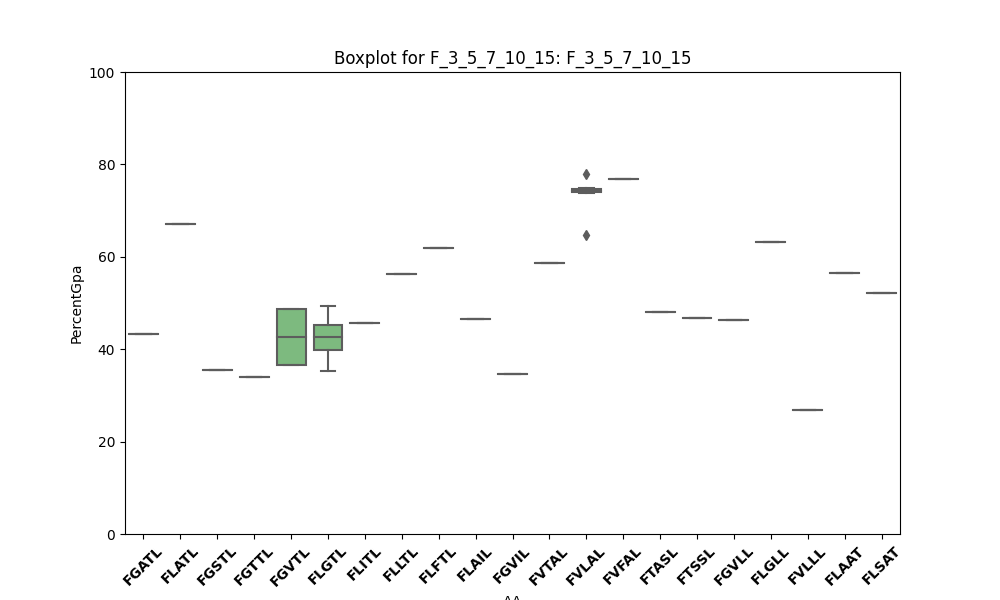 Boxplot for F_3_5_7_10_15: F_3_5_7_10_15
PercentGpa
100
80
60
40
20
0
FGATL
FLATL
FGSTL
FGTTL
FGVTL
FLGTL
FLITL
FLLTL
FLFTL
FLAIL
FGVIL
FVTAL
FVLAL
FVFAL
FTASL
FTSSL
FGVLL
FLGLL
FVLLL
FLAAT
FLSAT
AA